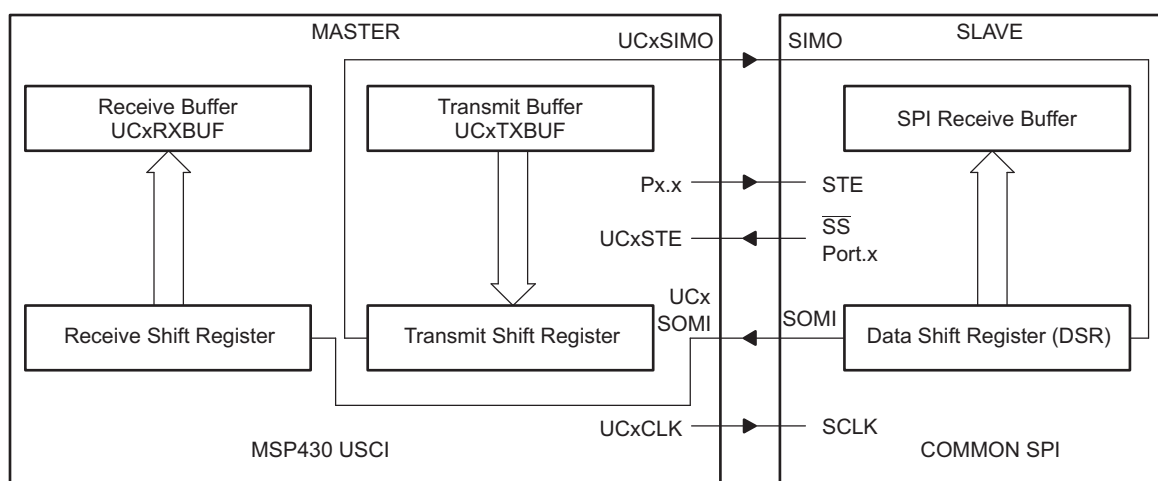 MASTER
UCxSIMO
SIMO
SLAVE
Receive Buffer
UCxRXBUF
Transmit Buffer
UCxTXBUF
SPI Receive Buffer
Px.x
STE
UCxSTE
SS
Port.x
UCx
SOMI
SOMI
Receive Shift Register
Transmit Shift Register
Data Shift Register (DSR)
UCxCLK
SCLK
MSP430 USCI
COMMON SPI